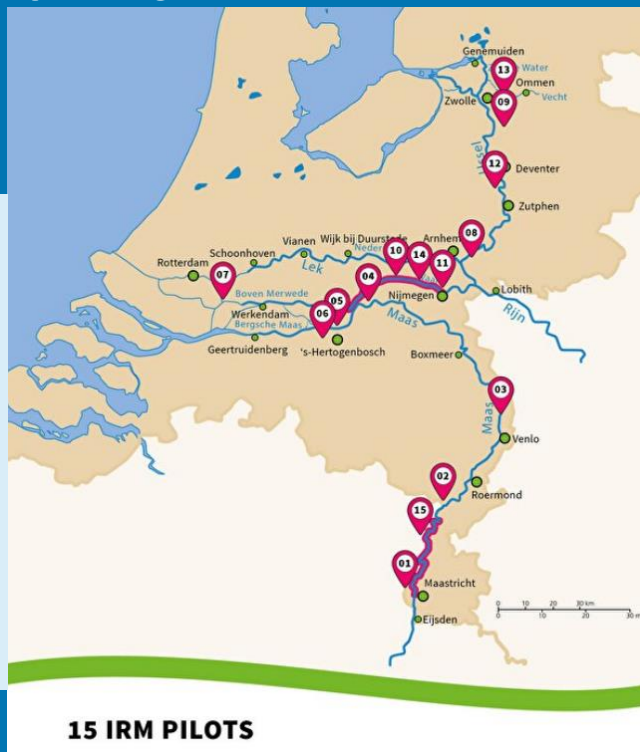 Genemuiden
13
Water
Ommen
Zwolle
09
Vecht
IJssel
12
Deventer
Zutphen
08
Vianen
Wijk bij Duurstede
Neder
Arnhem
Schoonhoven
10
14
11
Rotterdam
Lek
07
04
Nijmegen
Lobith
Boven Merwede
05
Rijn
Werkendam
06
Maas
Bergsche Maas
Geertruidenberg
's-Hertogenbosch
Boxmeer
03
Maas
Venlo
02
Roermond
15
01
Maastricht
0 10 20 30 km
Eijsden
15 IRM PILOTS